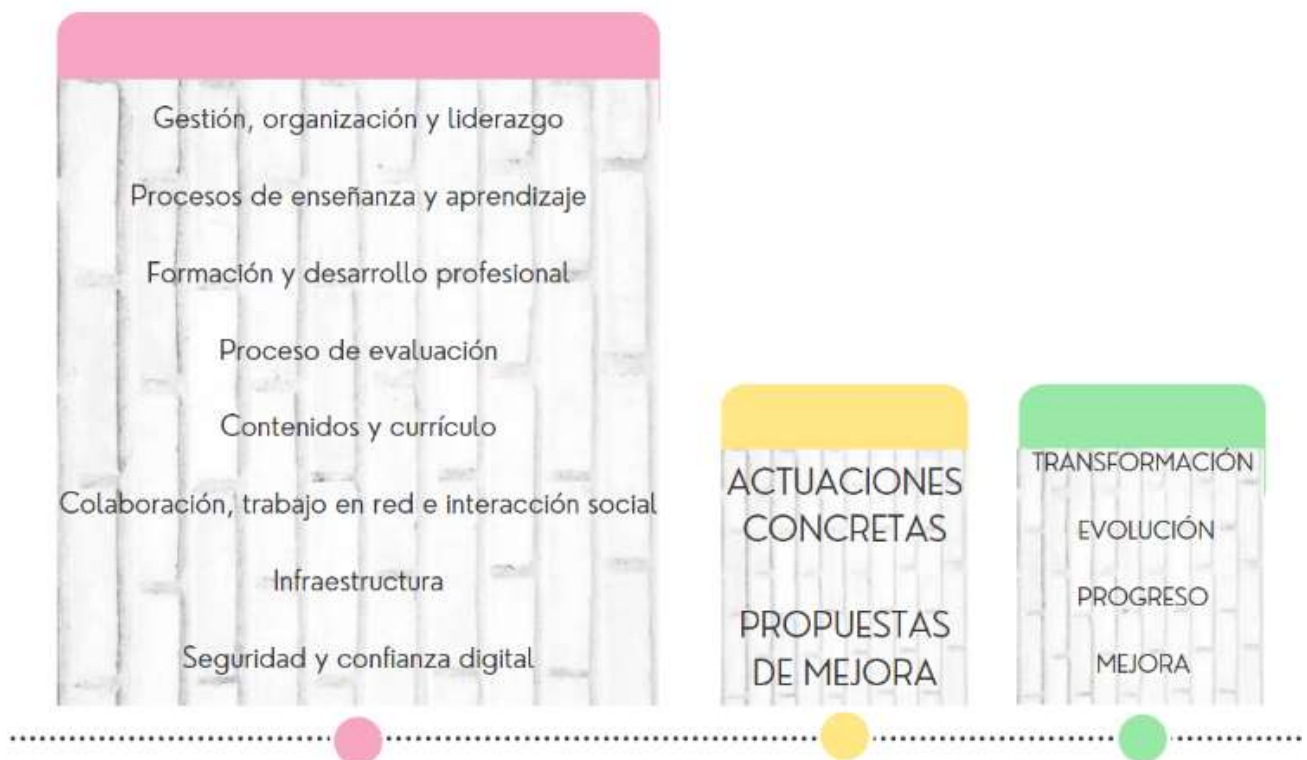 Gestión, organización y liderazgo
Procesos de enseñanza y aprendizaje
Formación y desarrollo profesional
Proceso de evaluación
Contenidos y currículo
Colaboración, trabajo en red e interacción social
Infraestructura
Seguridad y confianza digital
ACTUACIONES
CONCRETAS
PROPUESTAS
DE MEJORA
TRANSFORMACIÓN
EVOLUCIÓN
PROGRESO
MEJORA